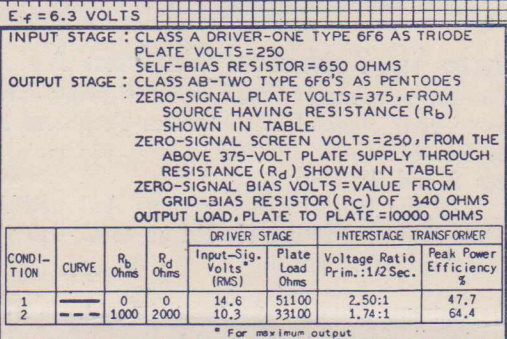 Ef=6.3 VOLTS
INPUT STAGE : CLASS A DRIVER-ONE TYPE 6F6 AS TRIODE
PLATE VOLTS=250
SELF-BIAS RESISTOR=650 OHMS
OUTPUT STAGE : CLASS AB-TWO TYPE 6F6'S AS PENTODES
ZERO-SIGNAL PLATE VOLTS=375, FROM
SOURCE HAVING RESISTANCE (Rb)
SHOWN IN TABLE
ZERO-SIGNAL SCREEN VOLTS=250, FROM THE
ABOVE 375-VOLT PLATE SUPPLY THROUGH
RESISTANCE (Rd) SHOWN IN TABLE
ZERO-SIGNAL BIAS VOLTS=VALUE FROM
GRID-BIAS RESISTOR (RC) OF 340 OHMS
OUTPUT LOAD, PLATE TO PLATE=10000 OHMS
DRIVER STAGE INTERSTAGE TRANSFORMER
CONDI-TION CURVE Rb Ohms Rd Ohms Input-Sig. Volts* (RMS) Plate Load Ohms Voltage Ratio Prim.:1/2 Sec. Peak Power Efficiency %
1 0 0 14.6 51100 2.50:1 47.7
2 1000 2000 10.3 33100 1.74:1 64.4
* For maximum output